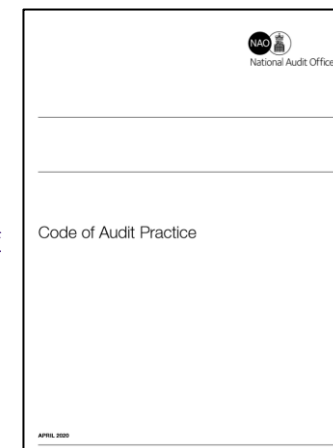 NAO
National Audit Office
Code of Audit Practice
APRIL 2020